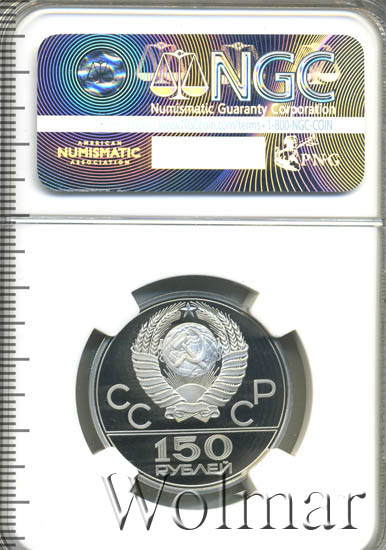 NGC
Numismatic Guaranty Corporation
1-800-NGC-COIN
AMERICAN
NUMISMATIC
ASSOCIATION
PNG
СССР
150
РУБЛЕЙ
Wolmar